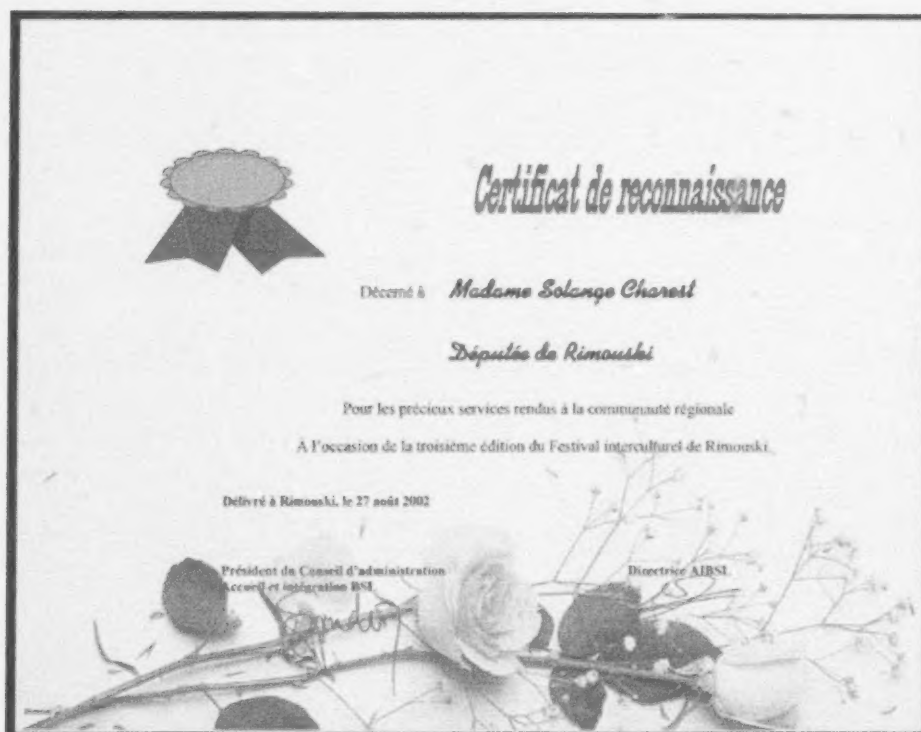 Certificat de reconnaissance
Décerné à Madame Solange Charest
Députée de Rimouski
Pour les précieux services rendus à la communauté régionale
À l'occasion de la troisième édition du Festival interculturel de Rimouski.
Délivré à Rimouski, le 27 août 2002
Président du Conseil d'administration
Accueil et intégration BSL
Directrice AIBSL